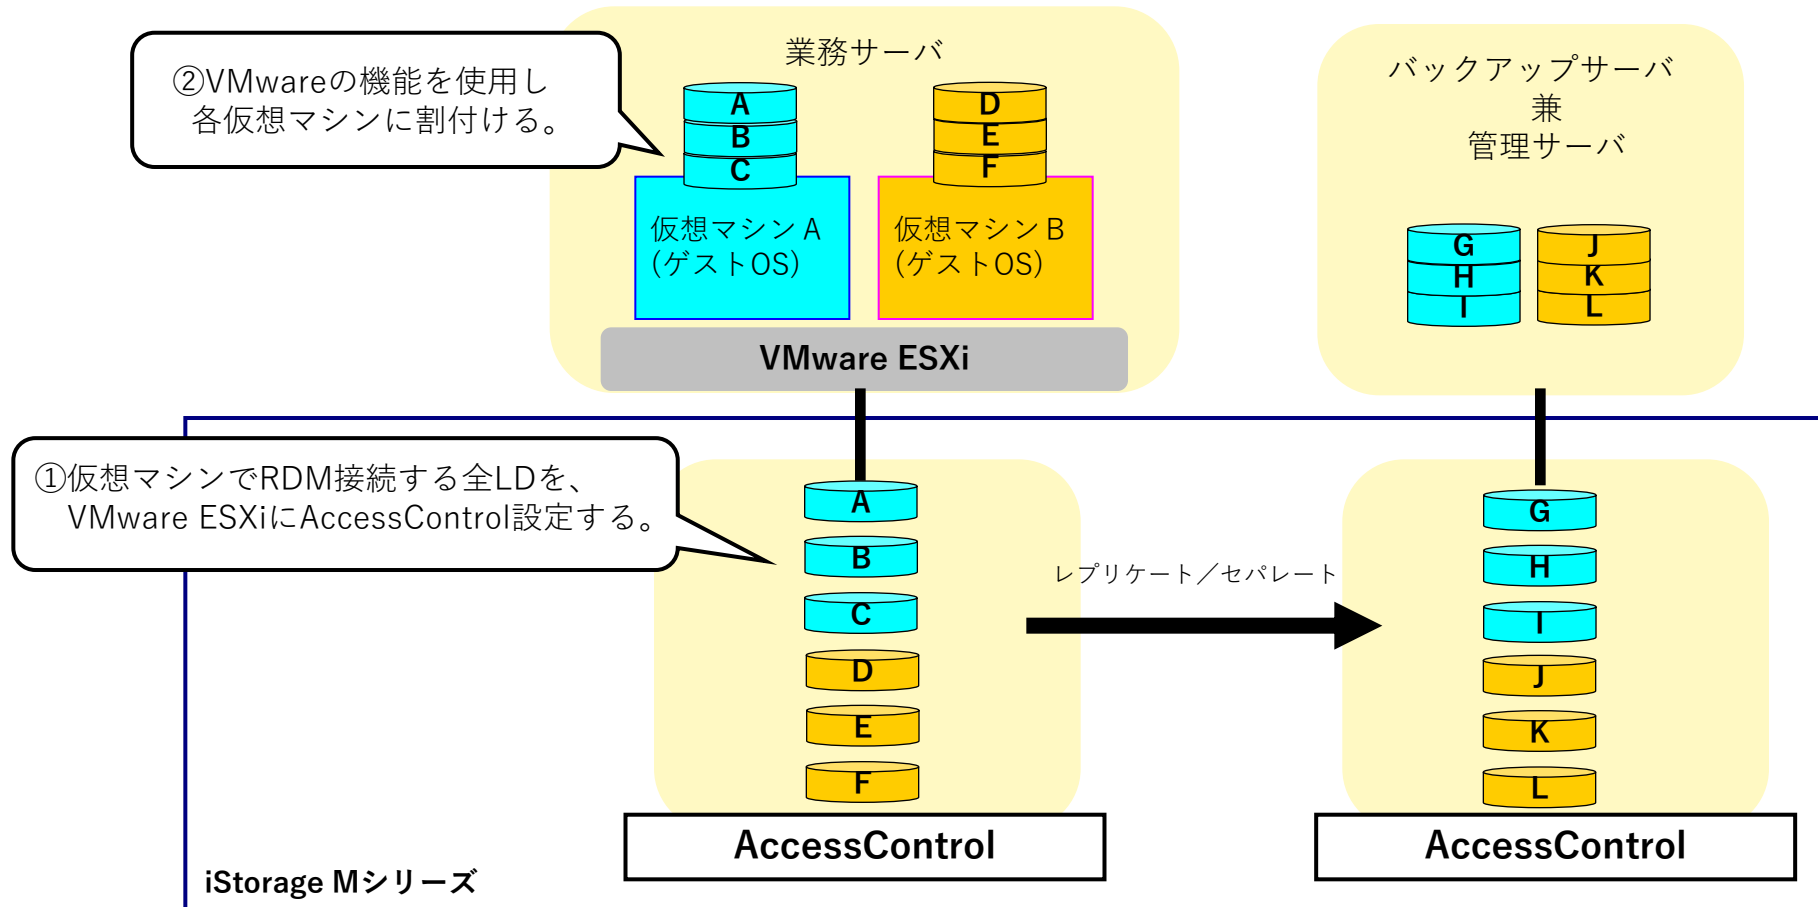 業務サーバ
②VMwareの機能を使用し
各仮想マシンに割付ける。
A
B
C
D
E
F
仮想マシンA
(ゲストOS)
仮想マシンB
(ゲストOS)
VMware ESXi
バックアップサーバ
兼
管理サーバ
G
H
I
J
K
L
①仮想マシンでRDM接続する全LDを、
VMware ESXiにAccessControl設定する。
A
B
C
D
E
F
AccessControl
レプリケート／セパレート
G
H
I
J
K
L
AccessControl
iStorage Mシリーズ